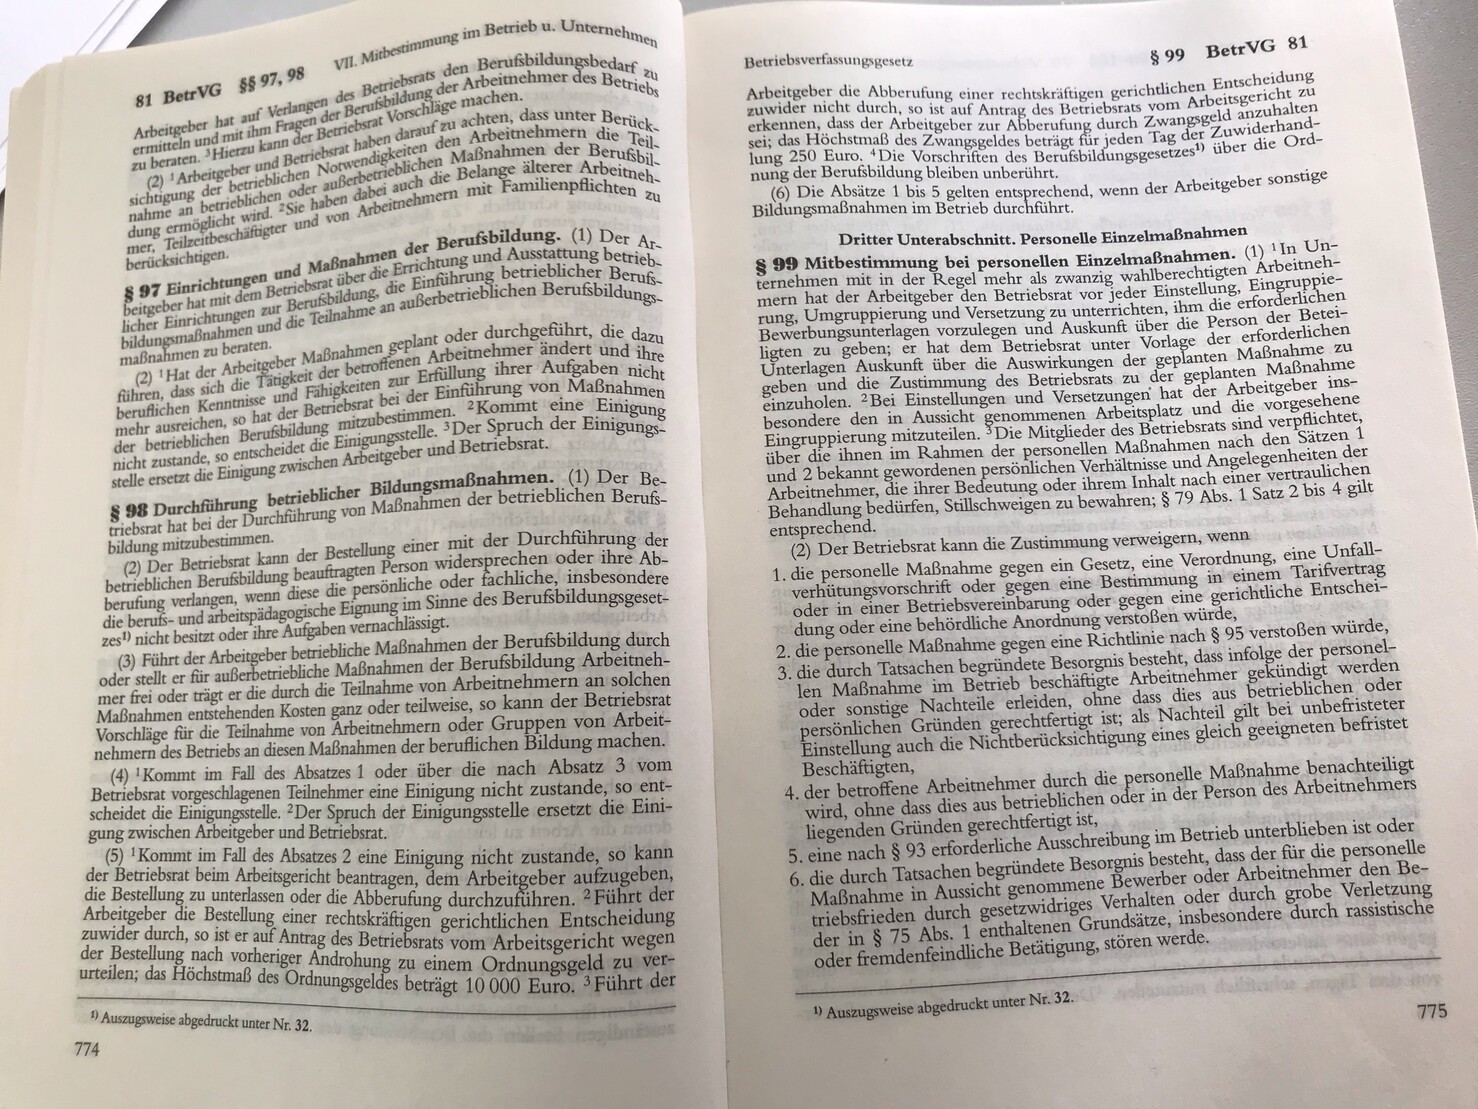 81 BetrVG §§ 97, 98 VII. Mitbestimmung im Betrieb u. Unternehmen
Arbeitgeber hat auf Verlangen des Betriebsrats den Berufsbildungsbedarf zu
ermitteln und mit ihm Fragen der Berufsbildung der Arbeitnehmer des Betriebs
zu beraten. ³Hierzu kann der Betriebsrat Vorschläge machen.
(2) ¹Arbeitgeber und Betriebsrat haben darauf zu achten, dass unter Berück-
sichtigung der betrieblichen Notwendigkeiten den Arbeitnehmern die Teil-
nahme an betrieblichen oder außerbetrieblichen Maßnahmen der Berufsbil-
dung ermöglicht wird. ²Sie haben dabei auch die Belange älterer Arbeitneh-
mer, Teilzeitbeschäftigter und von Arbeitnehmern mit Familienpflichten zu
berücksichtigen.
§ 97 Einrichtungen und Maßnahmen der Berufsbildung. (1) Der Ar-
beitgeber hat mit dem Betriebsrat über die Errichtung und Ausstattung betrieb-
licher Einrichtungen zur Berufsbildung, die Einführung betrieblicher Berufs-
bildungsmaßnahmen und die Teilnahme an außerbetrieblichen Berufsbildungs-
maßnahmen zu beraten.
(2) ¹Hat der Arbeitgeber Maßnahmen geplant oder durchgeführt, die dazu
führen, dass sich die Tätigkeit der betroffenen Arbeitnehmer ändert und ihre
beruflichen Kenntnisse und Fähigkeiten zur Erfüllung ihrer Aufgaben nicht
mehr ausreichen, so hat der Betriebsrat bei der Einführung von Maßnahmen
der betrieblichen Berufsbildung mitzubestimmen. ²Kommt eine Einigung
nicht zustande, so entscheidet die Einigungsstelle. ³Der Spruch der Einigungs-
stelle ersetzt die Einigung zwischen Arbeitgeber und Betriebsrat.
§ 98 Durchführung betrieblicher Bildungsmaßnahmen. (1) Der Be-
triebsrat hat bei der Durchführung von Maßnahmen der betrieblichen Berufs-
bildung mitzubestimmen.
(2) Der Betriebsrat kann der Bestellung einer mit der Durchführung der
betrieblichen Berufsbildung beauftragten Person widersprechen oder ihre Ab-
berufung verlangen, wenn diese die persönliche oder fachliche, insbesondere
die berufs- und arbeitspädagogische Eignung im Sinne des Berufsbildungsgeset-
zes¹⁾ nicht besitzt oder ihre Aufgaben vernachlässigt.
(3) Führt der Arbeitgeber betriebliche Maßnahmen der Berufsbildung durch
oder stellt er für außerbetriebliche Maßnahmen der Berufsbildung Arbeitneh-
mer frei oder trägt er die durch die Teilnahme von Arbeitnehmern an solchen
Maßnahmen entstehenden Kosten ganz oder teilweise, so kann der Betriebsrat
Vorschläge für die Teilnahme von Arbeitnehmern oder Gruppen von Arbeit-
nehmern des Betriebs an diesen Maßnahmen der beruflichen Bildung machen.
(4) ¹Kommt im Fall des Absatzes 1 oder über die nach Absatz 3 vom
Betriebsrat vorgeschlagenen Teilnehmer eine Einigung nicht zustande, so ent-
scheidet die Einigungsstelle. ²Der Spruch der Einigungsstelle ersetzt die Eini-
gung zwischen Arbeitgeber und Betriebsrat.
(5) ¹Kommt im Fall des Absatzes 2 eine Einigung nicht zustande, so kann
der Betriebsrat beim Arbeitsgericht beantragen, dem Arbeitgeber aufzugeben,
die Bestellung zu unterlassen oder die Abberufung durchzuführen. ²Führt der
Arbeitgeber die Bestellung einer rechtskräftigen gerichtlichen Entscheidung
zuwider durch, so ist er auf Antrag des Betriebsrats vom Arbeitsgericht wegen
der Bestellung nach vorheriger Androhung zu einem Ordnungsgeld zu ver-
urteilen; das Höchstmaß des Ordnungsgeldes beträgt 10 000 Euro. ³Führt der
¹⁾ Auszugsweise abgedruckt unter Nr. 32.
774
Betriebsverfassungsgesetz § 99 BetrVG 81
Arbeitgeber die Abberufung einer rechtskräftigen gerichtlichen Entscheidung
zuwider nicht durch, so ist auf Antrag des Betriebsrats vom Arbeitsgericht zu
erkennen, dass der Arbeitgeber zur Abberufung durch Zwangsgeld anzuhalten
sei; das Höchstmaß des Zwangsgeldes beträgt für jeden Tag der Zuwiderhand-
lung 250 Euro. ⁴Die Vorschriften des Berufsbildungsgesetzes¹⁾ über die Ord-
nung der Berufsbildung bleiben unberührt.
(6) Die Absätze 1 bis 5 gelten entsprechend, wenn der Arbeitgeber sonstige
Bildungsmaßnahmen im Betrieb durchführt.
Dritter Unterabschnitt. Personelle Einzelmaßnahmen
§ 99 Mitbestimmung bei personellen Einzelmaßnahmen. (1) ¹In Un-
ternehmen mit in der Regel mehr als zwanzig wahlberechtigten Arbeitneh-
mern hat der Arbeitgeber den Betriebsrat vor jeder Einstellung, Eingruppie-
rung, Umgruppierung und Versetzung zu unterrichten, ihm die erforderlichen
Bewerbungsunterlagen vorzulegen und Auskunft über die Person der Betei-
ligten zu geben; er hat dem Betriebsrat unter Vorlage der erforderlichen
Unterlagen Auskunft über die Auswirkungen der geplanten Maßnahme zu
geben und die Zustimmung des Betriebsrats zu der geplanten Maßnahme
einzuholen. ²Bei Einstellungen und Versetzungen hat der Arbeitgeber ins-
besondere den in Aussicht genommenen Arbeitsplatz und die vorgesehene
Eingruppierung mitzuteilen. ³Die Mitglieder des Betriebsrats sind verpflichtet,
über die ihnen im Rahmen der personellen Maßnahmen nach den Sätzen 1
und 2 bekannt gewordenen persönlichen Verhältnisse und Angelegenheiten der
Arbeitnehmer, die ihrer Bedeutung oder ihrem Inhalt nach einer vertraulichen
Behandlung bedürfen, Stillschweigen zu bewahren; § 79 Abs. 1 Satz 2 bis 4 gilt
entsprechend.
(2) Der Betriebsrat kann die Zustimmung verweigern, wenn
1. die personelle Maßnahme gegen ein Gesetz, eine Verordnung, eine Unfall-
verhütungsvorschrift oder gegen eine Bestimmung in einem Tarifvertrag
oder in einer Betriebsvereinbarung oder gegen eine gerichtliche Entschei-
dung oder eine behördliche Anordnung verstoßen würde,
2. die personelle Maßnahme gegen eine Richtlinie nach § 95 verstoßen würde,
3. die durch Tatsachen begründete Besorgnis besteht, dass infolge der personel-
len Maßnahme im Betrieb beschäftigte Arbeitnehmer gekündigt werden
oder sonstige Nachteile erleiden, ohne dass dies aus betrieblichen oder
persönlichen Gründen gerechtfertigt ist; als Nachteil gilt bei unbefristeter
Einstellung auch die Nichtberücksichtigung eines gleich geeigneten befristet
Beschäftigten,
4. der betroffene Arbeitnehmer durch die personelle Maßnahme benachteiligt
wird, ohne dass dies aus betrieblichen oder in der Person des Arbeitnehmers
liegenden Gründen gerechtfertigt ist,
5. eine nach § 93 erforderliche Ausschreibung im Betrieb unterblieben ist oder
6. die durch Tatsachen begründete Besorgnis besteht, dass der für die personelle
Maßnahme in Aussicht genommene Bewerber oder Arbeitnehmer den Be-
triebsfrieden durch gesetzwidriges Verhalten oder durch grobe Verletzung
der in § 75 Abs. 1 enthaltenen Grundsätze, insbesondere durch rassistische
oder fremdenfeindliche Betätigung, stören werde.
¹⁾ Auszugsweise abgedruckt unter Nr. 32.
775